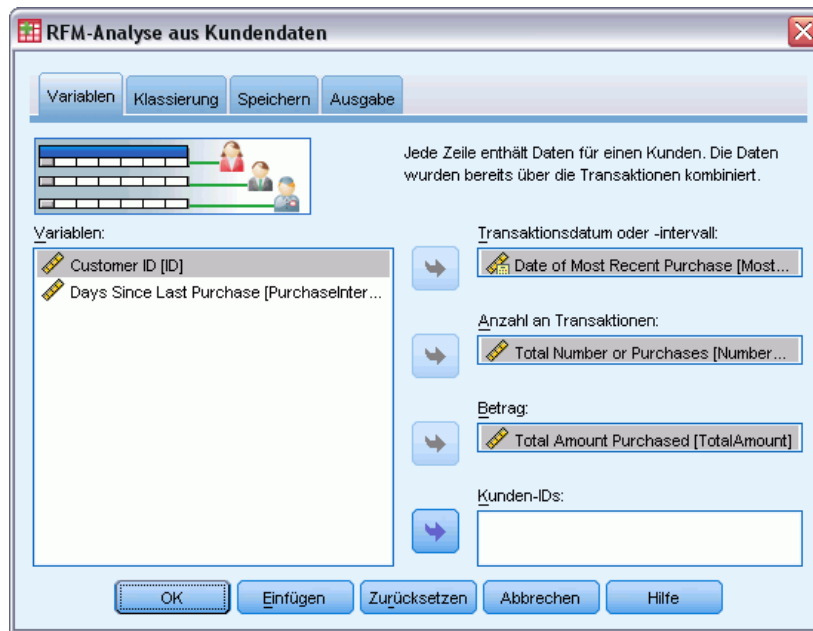 RFM-Analyse aus Kundendaten
Variablen Klassierung Speichern Ausgabe
Jede Zeile enthält Daten für einen Kunden. Die Daten
wurden bereits über die Transaktionen kombiniert.
Variablen:
Customer ID [ID]
Days Since Last Purchase [PurchaseInter...
Transaktionsdatum oder -intervall:
Date of Most Recent Purchase [Most...
Anzahl an Transaktionen:
Total Number or Purchases [Number...
Betrag:
Total Amount Purchased [TotalAmount]
Kunden-IDs:
OK Einfügen Zurücksetzen Abbrechen Hilfe